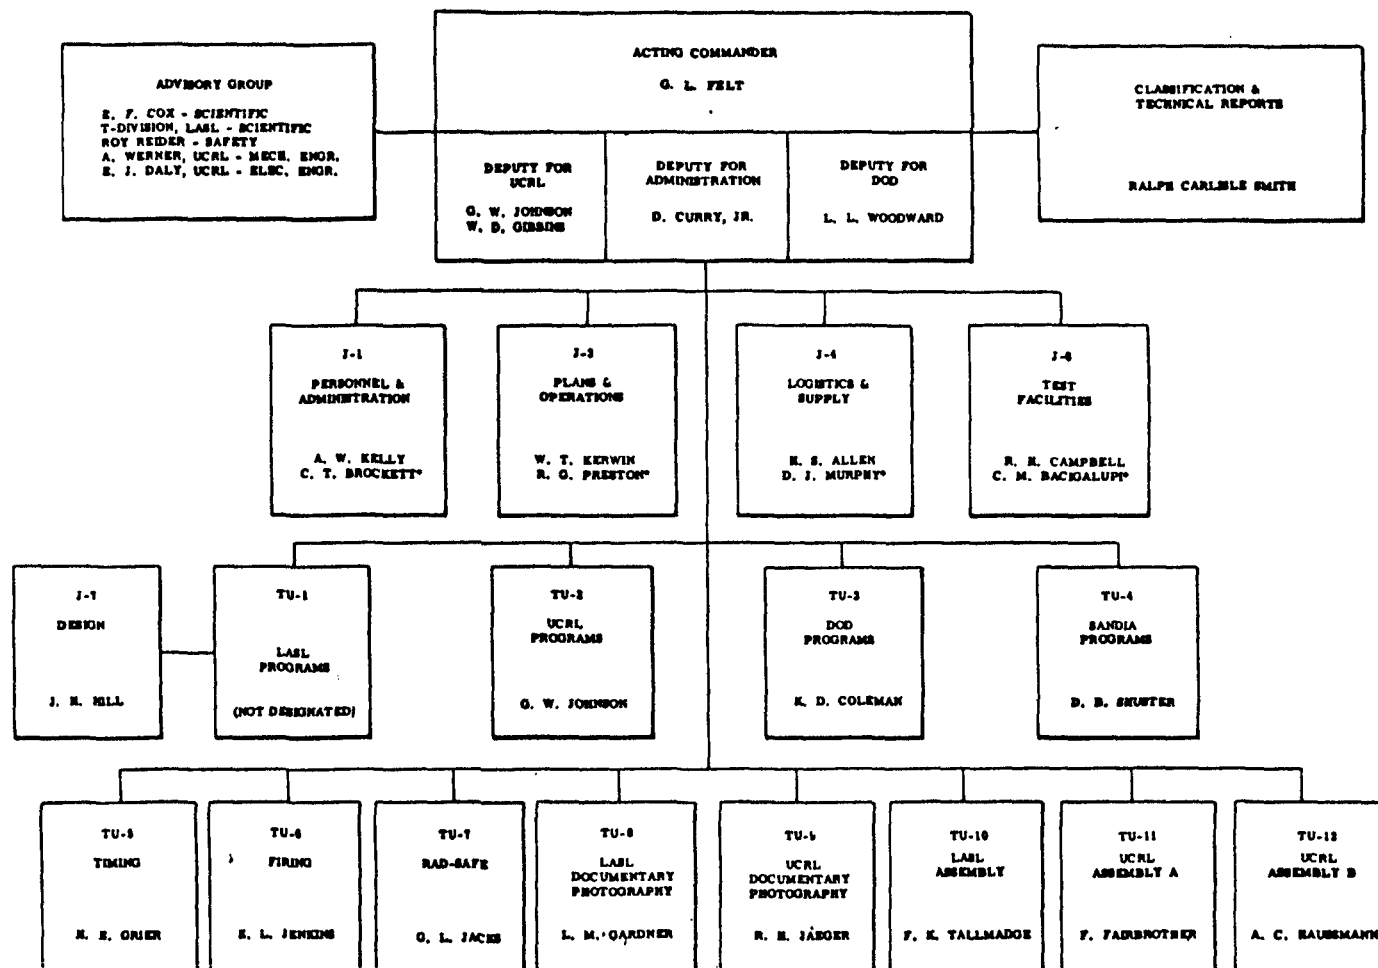 ACTING COMMANDER
G. L. FELT
ADVISORY GROUP
E. F. COX - SCIENTIFIC
T-DIVISION, LASL - SCIENTIFIC
ROY REIDER - SAFETY
A. WERNER, UCRL - MECH. ENGR.
E. J. DALY, UCRL - ELEC. ENGR.
CLASSIFICATION &
TECHNICAL REPORTS
RALPH CARLISLE SMITH
DEPUTY FOR
UCRL
G. W. JOHNSON
W. D. GIBBINS
DEPUTY FOR
ADMINISTRATION
D. CURRY, JR.
DEPUTY FOR
DOD
L. L. WOODWARD
J-1
PERSONNEL &
ADMINISTRATION
A. W. KELLY
C. T. BROCKETT*
J-3
PLANS &
OPERATIONS
W. T. KERWIN
R. G. PRESTON*
J-4
LOGISTICS &
SUPPLY
H. S. ALLEN
D. J. MURPHY*
J-6
TEST
FACILITIES
R. H. CAMPBELL
C. M. BACIGALUPI*
J-7
DESIGN
J. H. HILL
TU-1
LASL
PROGRAMS
(NOT DESIGNATED)
TU-2
UCRL
PROGRAMS
G. W. JOHNSON
TU-3
DOD
PROGRAMS
K. D. COLEMAN
TU-4
SANDIA
PROGRAMS
D. B. SHUSTER
TU-5
TIMING
H. E. GRIER
TU-6
FIRING
E. L. JENKINS
TU-7
RAD-SAFE
G. L. JACKS
TU-8
LASL
DOCUMENTARY
PHOTOGRAPHY
L. M. GARDNER
TU-9
UCRL
DOCUMENTARY
PHOTOGRAPHY
R. H. JAEGER
TU-10
LASL
ASSEMBLY
F. K. TALLMADGE
TU-11
UCRL
ASSEMBLY A
F. FAIRBROTHER
TU-12
UCRL
ASSEMBLY B
A. C. HAUSSMANN